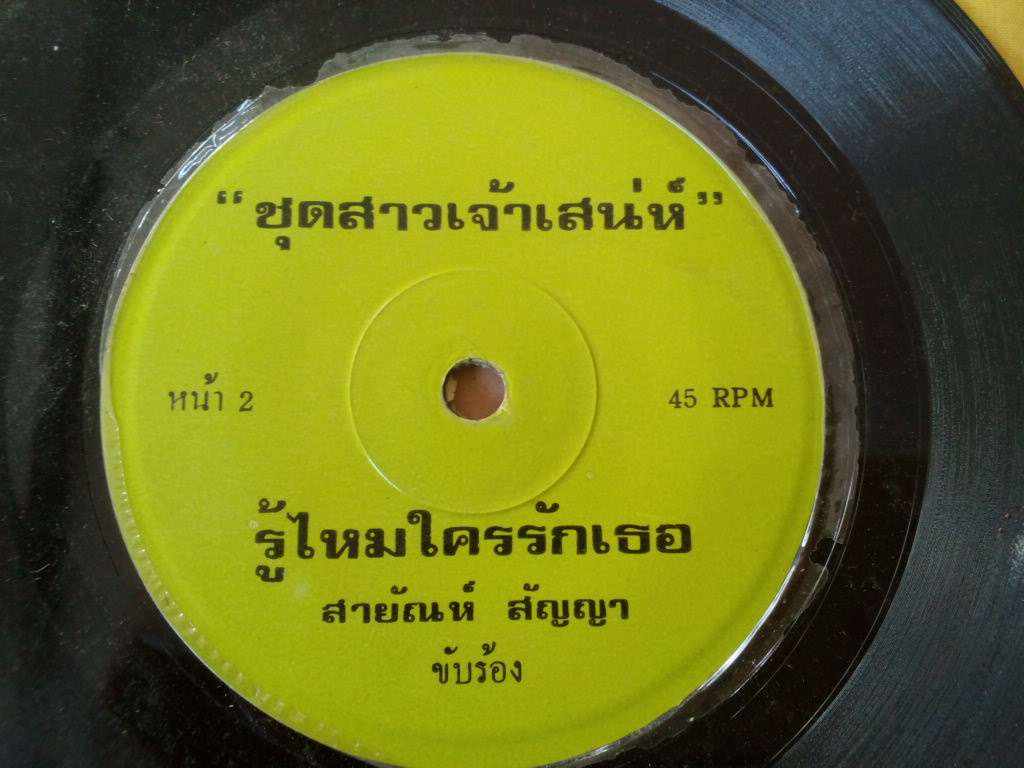 “ชุดสาวเจ้าเสน่ห์”
หน้า 2
45 RPM
รู้ไหมใครรักเธอ
สายัณห์ สัญญา
ขับร้อง